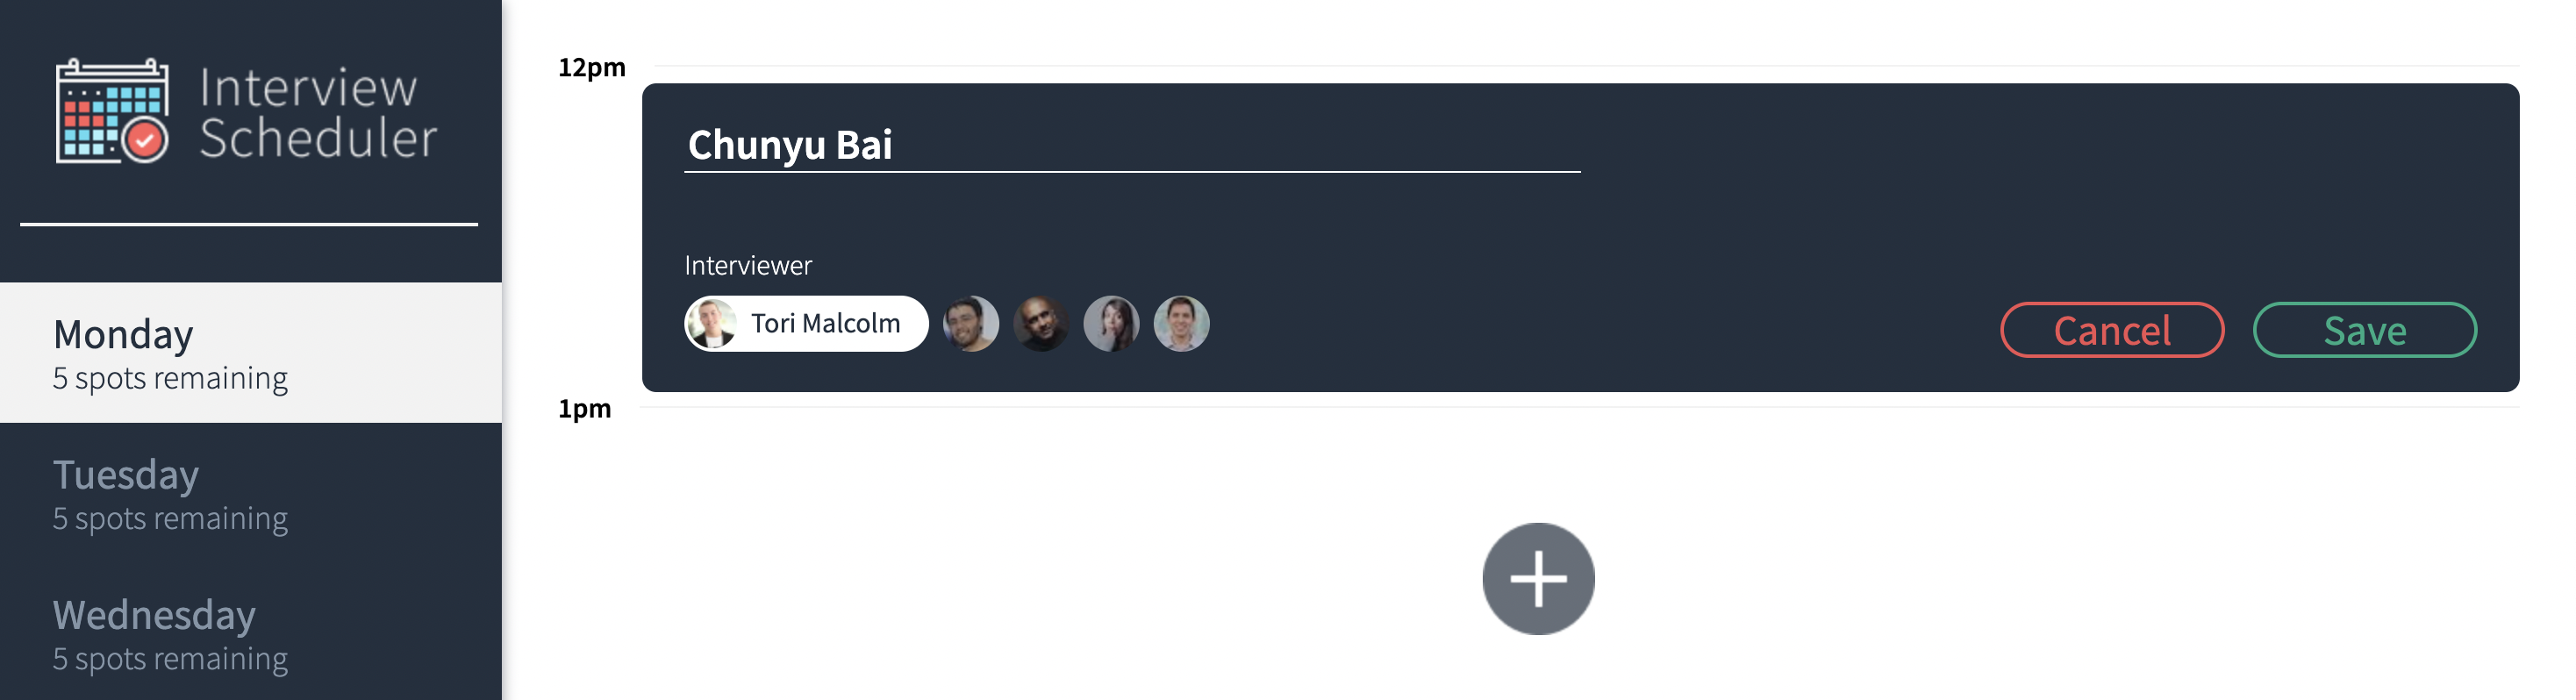 Interview
Scheduler
Monday
5 spots remaining
Tuesday
5 spots remaining
Wednesday
5 spots remaining
12pm
Chunyu Bai
Interviewer
Tori Malcolm
Cancel
Save
1pm